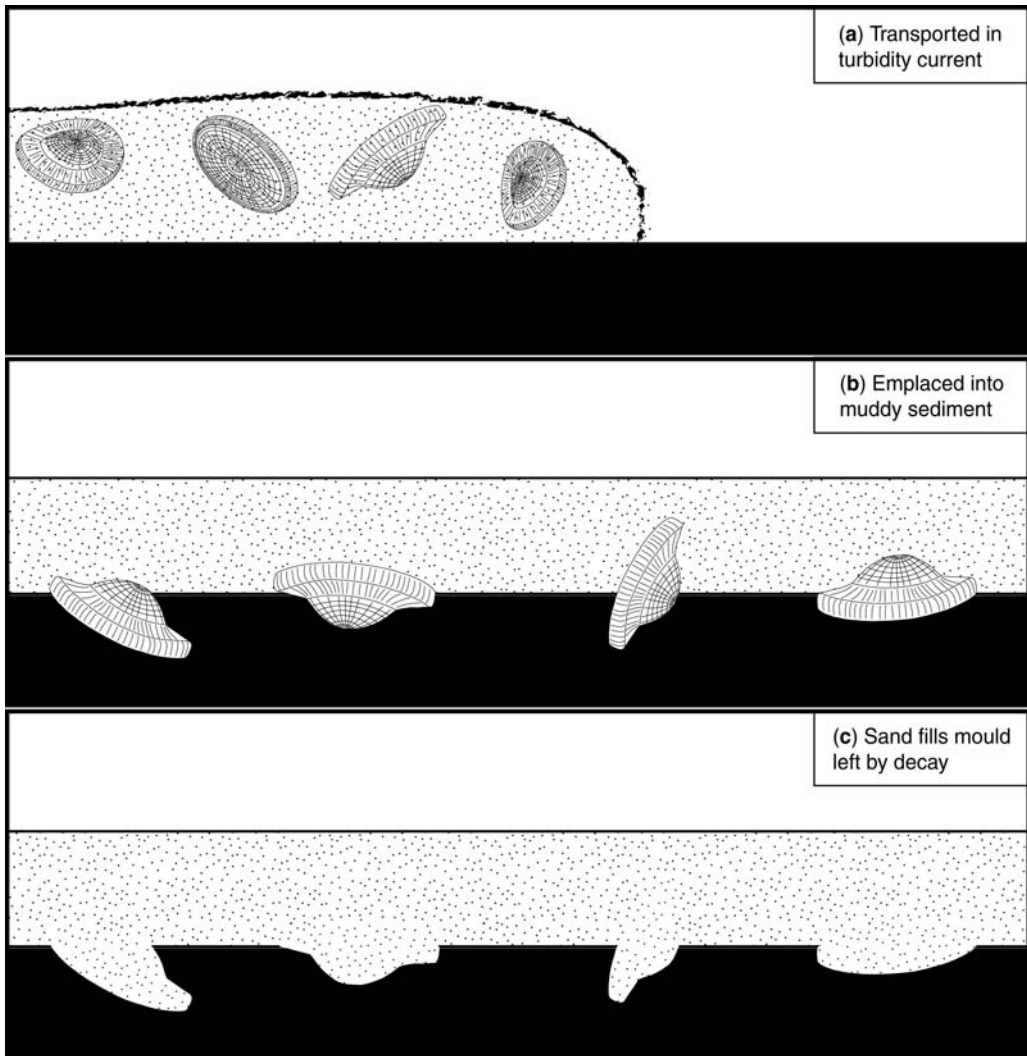 (a) Transported in
turbidity current
(b) Emplaced into
muddy sediment
(c) Sand fills mould
left by decay